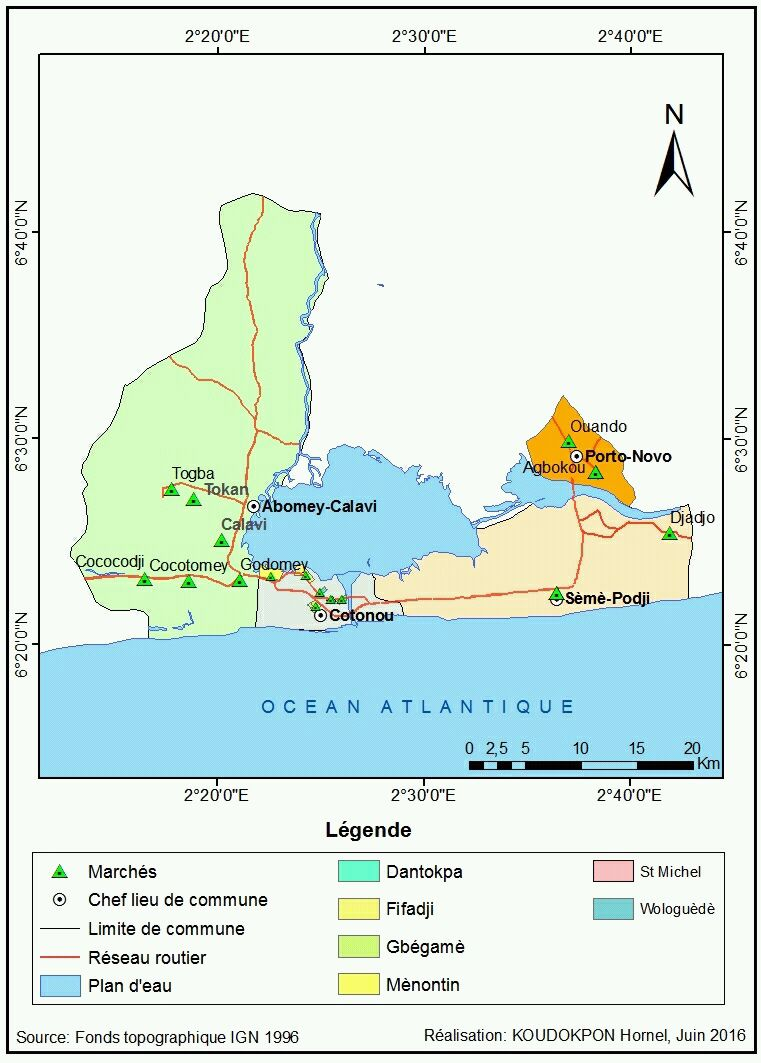 2°20'0"E 2°30'0"E 2°40'0"E
N
6°40'0"N 6°40'0"N
6°30'0"N 6°30'0"N
Ouando
Porto-Novo
Agbokou
Togba
Tokan
Abomey-Calavi
Djadjo
Calavi
Cococodji Cocotomey Godomey
Sèmè-Podji
Cotonou
6°20'0"N 6°20'0"N
OCEAN ATLANTIQUE
0 2,5 5 10 15 20
Km
2°20'0"E 2°30'0"E 2°40'0"E
Légende
Marchés
Chef lieu de commune
Limite de commune
Réseau routier
Plan d'eau
Dantokpa
Fifadji
Gbégamè
Mènontin
St Michel
Wologuèdè
Source: Fonds topographique IGN 1996
Réalisation: KOUDOKPON Hornel, Juin 2016